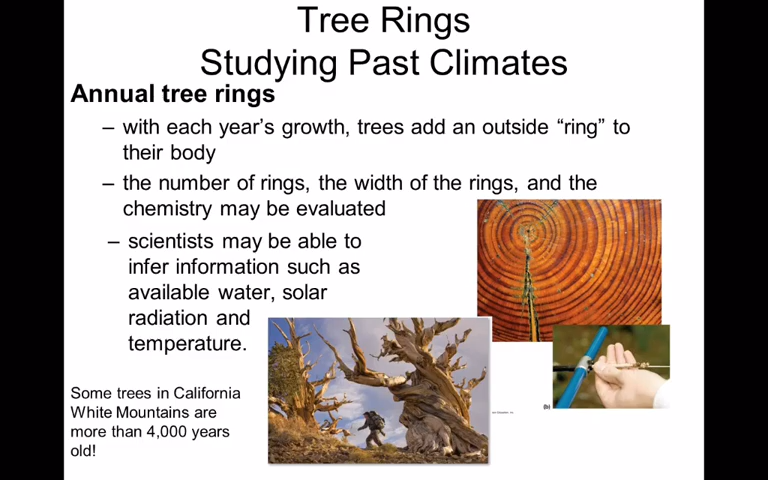 Tree Rings
Studying Past Climates
Annual tree rings
– with each year's growth, trees add an outside “ring” to
their body
– the number of rings, the width of the rings, and the
chemistry may be evaluated
– scientists may be able to
infer information such as
available water, solar
radiation and
temperature.
Some trees in California
White Mountains are
more than 4,000 years
old!
(b)